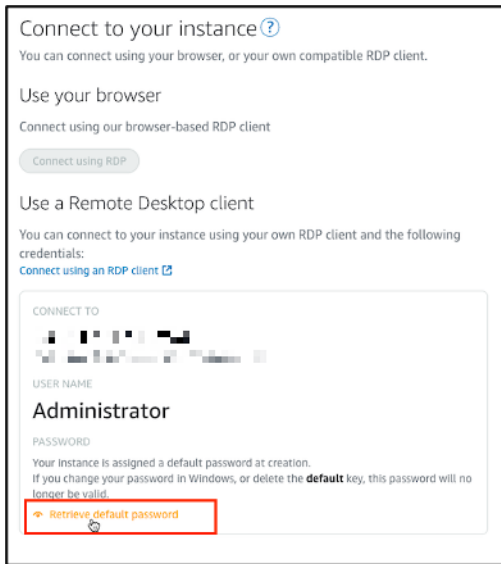 Connect to your instance ?
You can connect using your browser, or your own compatible RDP client.
Use your browser
Connect using our browser-based RDP client
Connect using RDP
Use a Remote Desktop client
You can connect to your instance using your own RDP client and the following
credentials:
Connect using an RDP client
CONNECT TO
USER NAME
Administrator
PASSWORD
Your instance is assigned a default password at creation.
If you change your password in Windows, or delete the default key, this password will no
longer be valid.
Retrieve default password